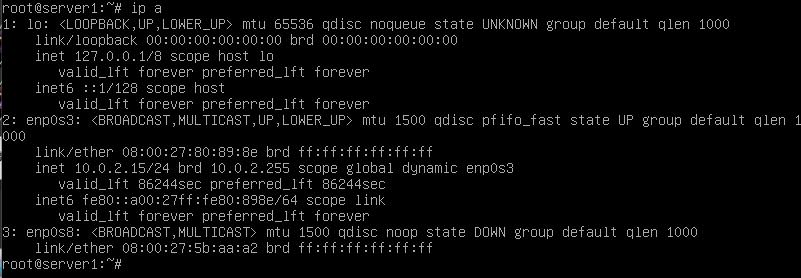 root@server1:~# ip a
1: lo: <LOOPBACK,UP,LOWER_UP> mtu 65536 qdisc noqueue state UNKNOWN group default qlen 1000
    link/loopback 00:00:00:00:00:00 brd 00:00:00:00:00:00
    inet 127.0.0.1/8 scope host lo
       valid_lft forever preferred_lft forever
    inet6 ::1/128 scope host
       valid_lft forever preferred_lft forever
2: enp0s3: <BROADCAST,MULTICAST,UP,LOWER_UP> mtu 1500 qdisc pfifo_fast state UP group default qlen 1
000
    link/ether 08:00:27:80:89:8e brd ff:ff:ff:ff:ff:ff
    inet 10.0.2.15/24 brd 10.0.2.255 scope global dynamic enp0s3
       valid_lft 86244sec preferred_lft 86244sec
    inet6 fe80::a00:27ff:fe80:898e/64 scope link
       valid_lft forever preferred_lft forever
3: enp0s8: <BROADCAST,MULTICAST> mtu 1500 qdisc noop state DOWN group default qlen 1000
    link/ether 08:00:27:5b:aa:a2 brd ff:ff:ff:ff:ff:ff
root@server1:~#